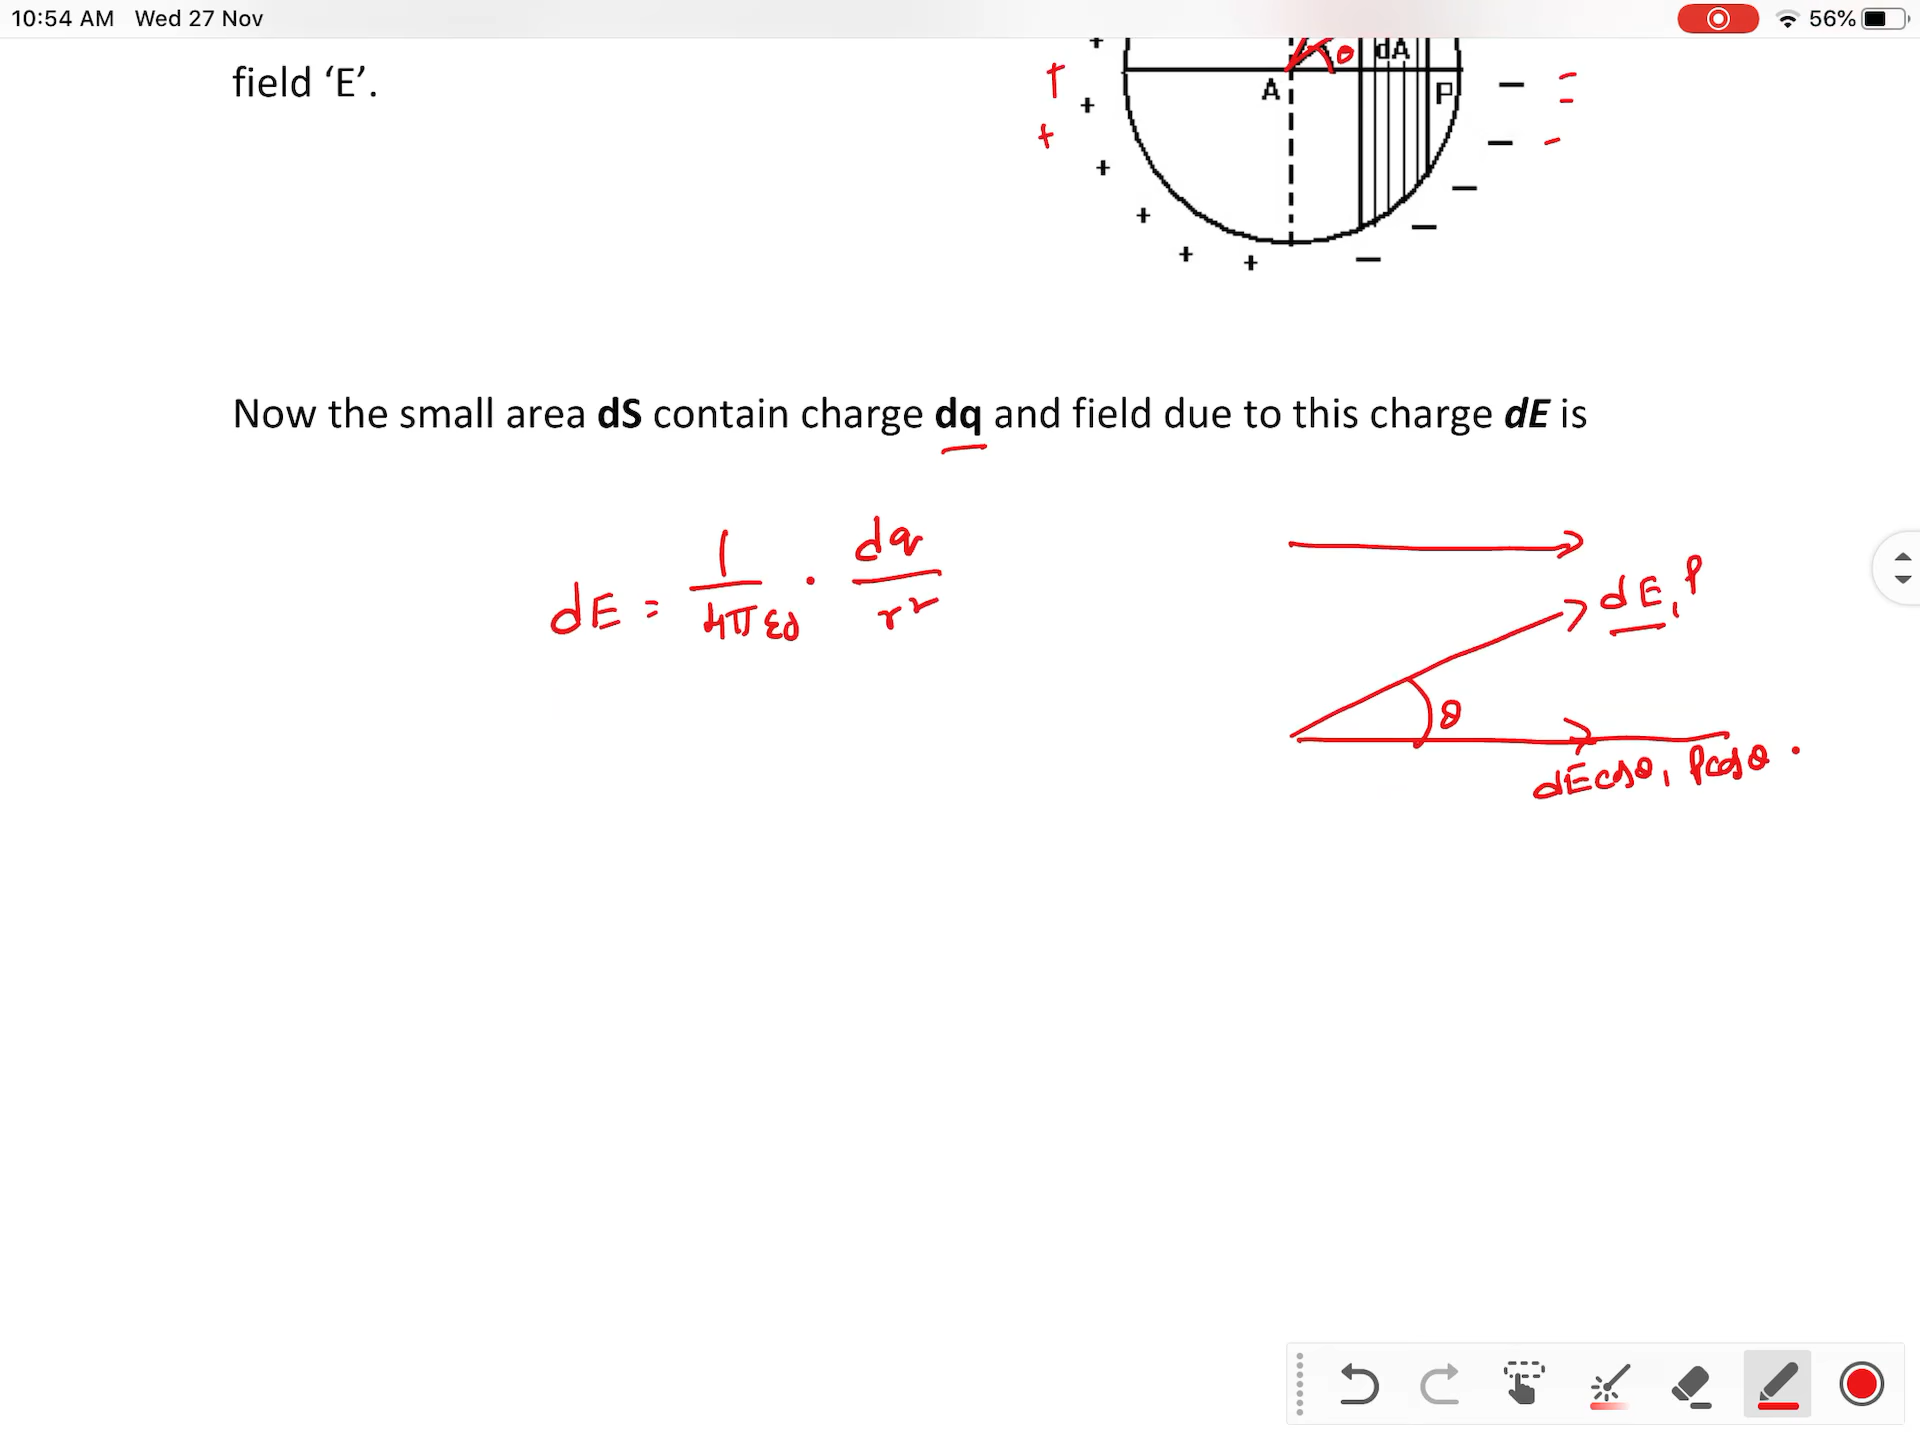 10:54 AM Wed 27 Nov 56%
+ θ dA
field ‘E’.
A P
+ + − =
+ − -
+ −
+ −
+ + −
Now the small area dS contain charge dq and field due to this charge dE is
dE = 1/4πε0 · dq/r²
dE, P
θ
dE cosθ, P cosθ .